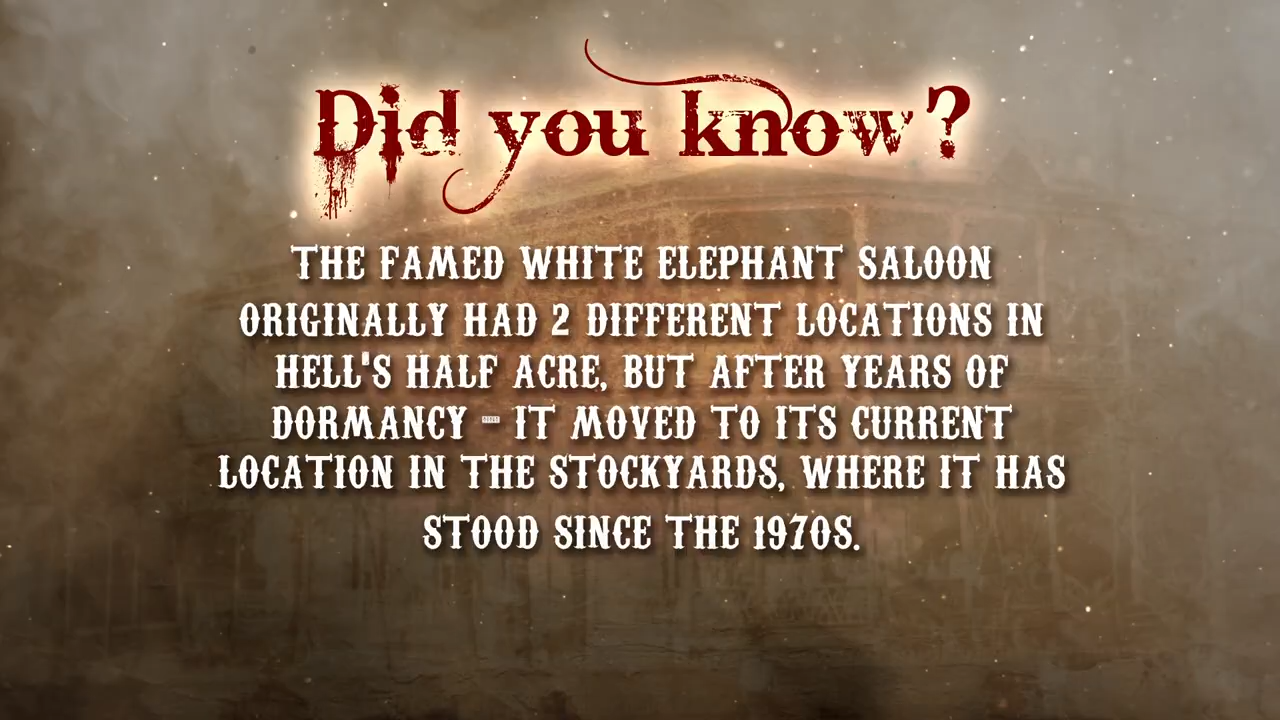 Did you know?
THE FAMED WHITE ELEPHANT SALOON
ORIGINALLY HAD 2 DIFFERENT LOCATIONS IN
HELL'S HALF ACRE, BUT AFTER YEARS OF
DORMANCY - IT MOVED TO ITS CURRENT
LOCATION IN THE STOCKYARDS, WHERE IT HAS
STOOD SINCE THE 1970S.